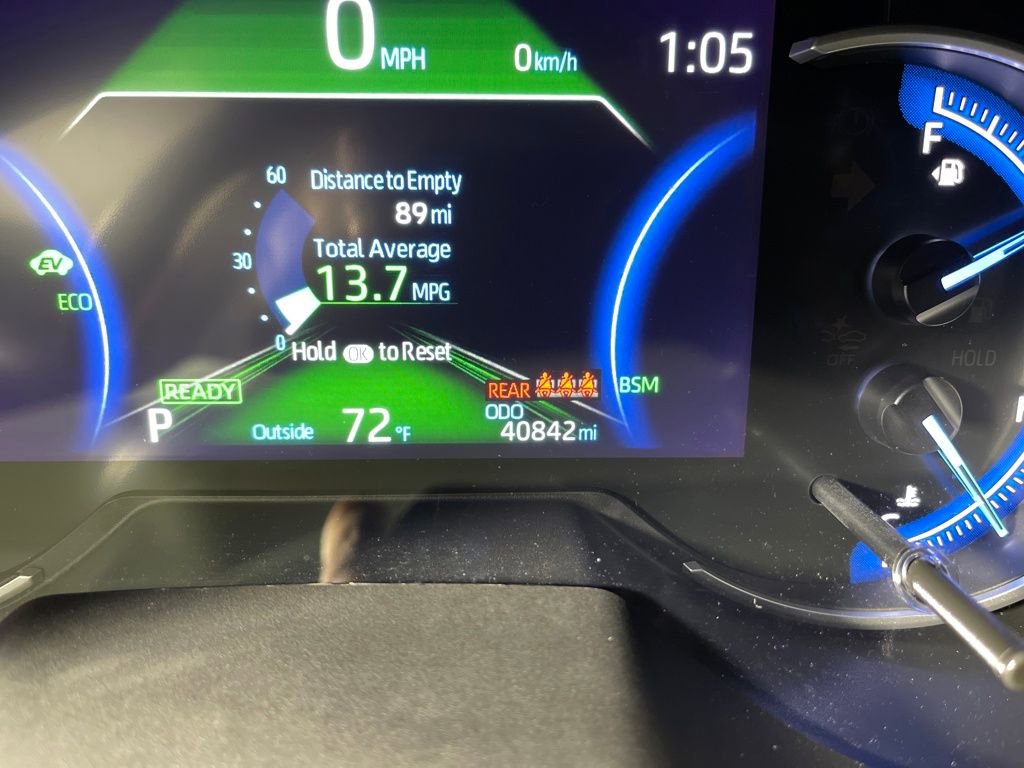 0 MPH
0 km/h
1:05
F
60
Distance to Empty
89 mi
Total Average
30
13.7 MPG
EV
ECO
0
Hold OK to Reset
READY
REAR
BSM
P
ODO
Outside 72 °F
40842 mi
OFF
HOLD